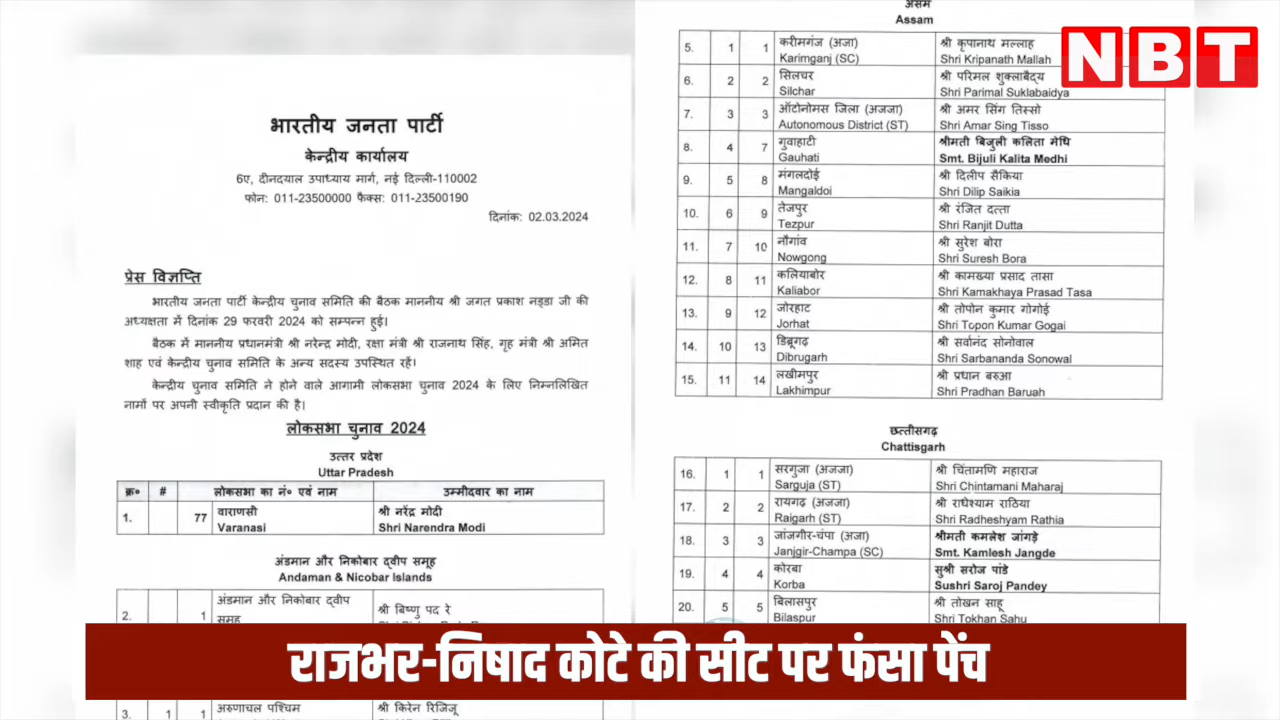 भारतीय जनता पार्टी
केन्द्रीय कार्यालय
6ए, दीनदयाल उपाध्याय मार्ग, नई दिल्ली-110002
फोन: 011-23500000 फैक्स: 011-23500190
दिनांक: 02.03.2024
प्रेस विज्ञप्ति
भारतीय जनता पार्टी केन्द्रीय चुनाव समिति की बैठक माननीय श्री जगत प्रकाश नड्डा जी की
अध्यक्षता में दिनांक 29 फरवरी 2024 को सम्पन्न हुई।
बैठक में माननीय प्रधानमंत्री श्री नरेन्द्र मोदी, रक्षा मंत्री श्री राजनाथ सिंह, गृह मंत्री श्री अमित
शाह एवं केन्द्रीय चुनाव समिति के अन्य सदस्य उपस्थित रहें।
केन्द्रीय चुनाव समिति ने होने वाले आगामी लोकसभा चुनाव 2024 के लिए निम्नलिखित
नामों पर अपनी स्वीकृति प्रदान की है।
लोकसभा चुनाव 2024
उत्तर प्रदेश
Uttar Pradesh
क्र० # लोकसभा का नं० एवं नाम उम्मीदवार का नाम
1. 77 वाराणसी श्री नरेंद्र मोदी
Varanasi Shri Narendra Modi
अंडमान और निकोबार द्वीप समूह
Andaman & Nicobar Islands
2. 1 अंडमान और निकोबार द्वीप समूह श्री बिष्णु पद रे
3. 1 1 अरुणाचल पश्चिम श्री किरेन रिजिजू
असम
Assam
5. 1 1 करीमगंज (अजा) श्री कृपानाथ मल्लाह
Karimganj (SC) Shri Kripanath Mallah
6. 2 2 सिलचर श्री परिमल शुक्लाबैद्य
Silchar Shri Parimal Suklabaidya
7. 3 3 ऑटोनोमस जिला (अजजा) श्री अमर सिंग तिस्सो
Autonomous District (ST) Shri Amar Sing Tisso
8. 4 7 गुवाहाटी श्रीमती बिजुली कलिता मेधि
Gauhati Smt. Bijuli Kalita Medhi
9. 5 8 मंगलदोई श्री दिलीप सैकिया
Mangaldoi Shri Dilip Saikia
10. 6 9 तेजपुर श्री रंजित दत्ता
Tezpur Shri Ranjit Dutta
11. 7 10 नौगांव श्री सुरेश बोरा
Nowgong Shri Suresh Bora
12. 8 11 कलियाबोर श्री कामख्या प्रसाद तासा
Kaliabor Shri Kamakhaya Prasad Tasa
13. 9 12 जोरहाट श्री तोपोन कुमार गोगोई
Jorhat Shri Topon Kumar Gogai
14. 10 13 डिब्रूगढ़ श्री सर्वानंद सोनोवाल
Dibrugarh Shri Sarbananda Sonowal
15. 11 14 लखीमपुर श्री प्रधान बरुआ
Lakhimpur Shri Pradhan Baruah
छत्तीसगढ़
Chattisgarh
16. 1 1 सरगुजा (अजजा) श्री चिंतामणि महाराज
Sarguja (ST) Shri Chintamani Maharaj
17. 2 2 रायगढ़ (अजजा) श्री राधेश्याम राठिया
Raigarh (ST) Shri Radheshyam Rathia
18. 3 3 जांजगीर-चंपा (अजा) श्रीमती कमलेश जांगड़े
Janjgir-Champa (SC) Smt. Kamlesh Jangde
19. 4 4 कोरबा सुश्री सरोज पांडे
Korba Sushri Saroj Pandey
20. 5 5 बिलासपुर श्री तोखन साहू
Bilaspur Shri Tokhan Sahu
NBT
राजभर-निषाद कोटे की सीट पर फंसा पेंच